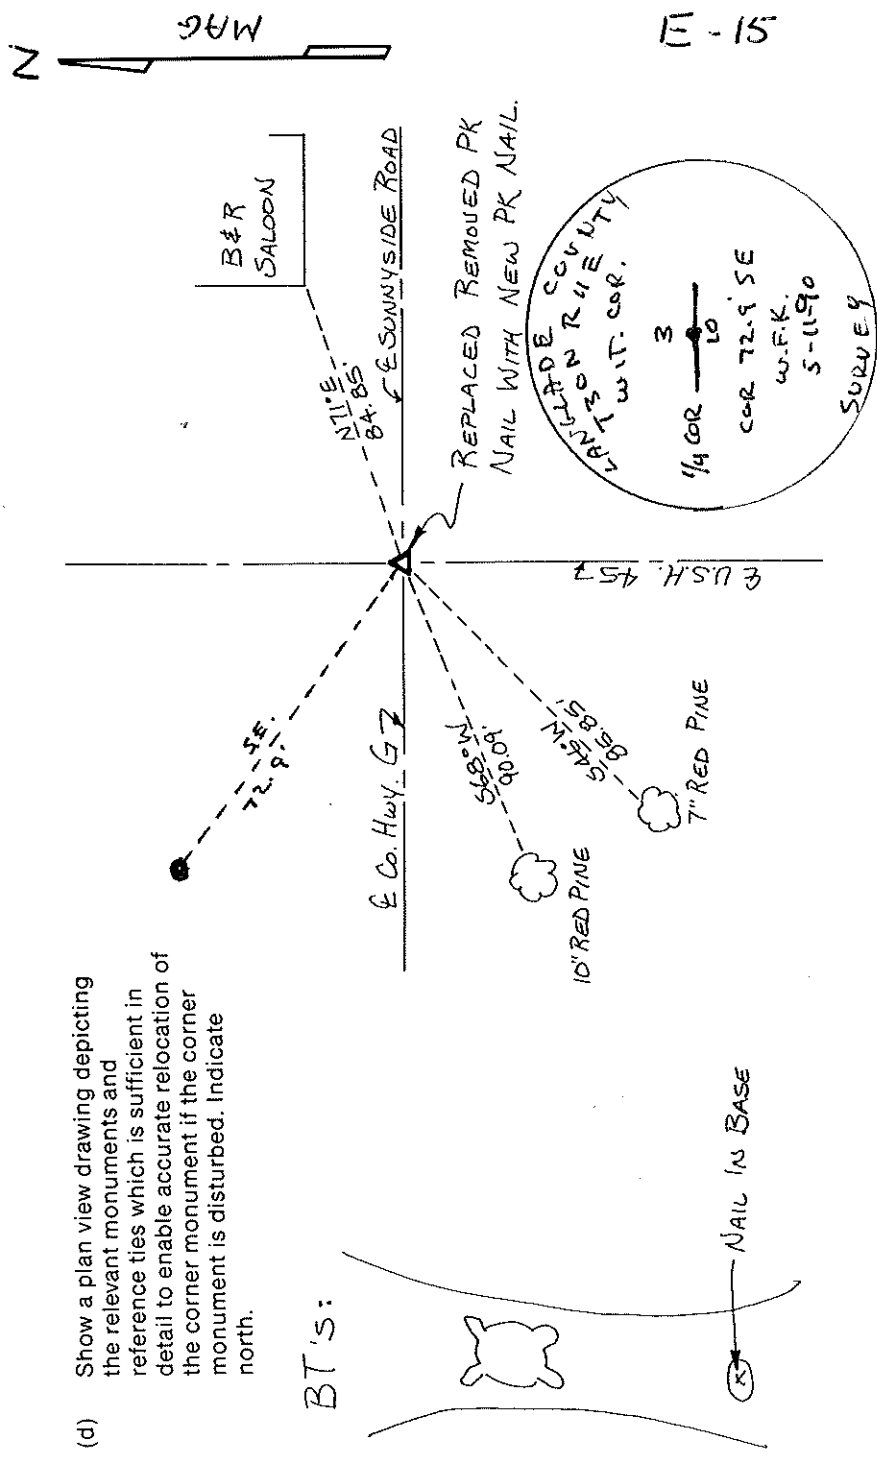 E-15
N
MAG
(d) Show a plan view drawing depicting
the relevant monuments and
reference ties which is sufficient in
detail to enable accurate relocation of
the corner monument if the corner
monument is disturbed. Indicate
north.
B&R
SALOON
N71°E
84.85'
℄ SUNNYSIDE ROAD
S.E.
72.9'
℄ Co. Hwy. G
REPLACED REMOVED PK
NAIL WITH NEW PK NAIL.
S68°W
90.09'
S46°W
95.85'
℄ U.S.H. 45
10" RED PINE
7" RED PINE
LANGLADE COUNTY
T30N R11E
WIT. COR.
1/4 COR
3
10
COR 72.9' SE
W.F.K.
5-11-90
SURVEY
BT's:
NAIL IN BASE